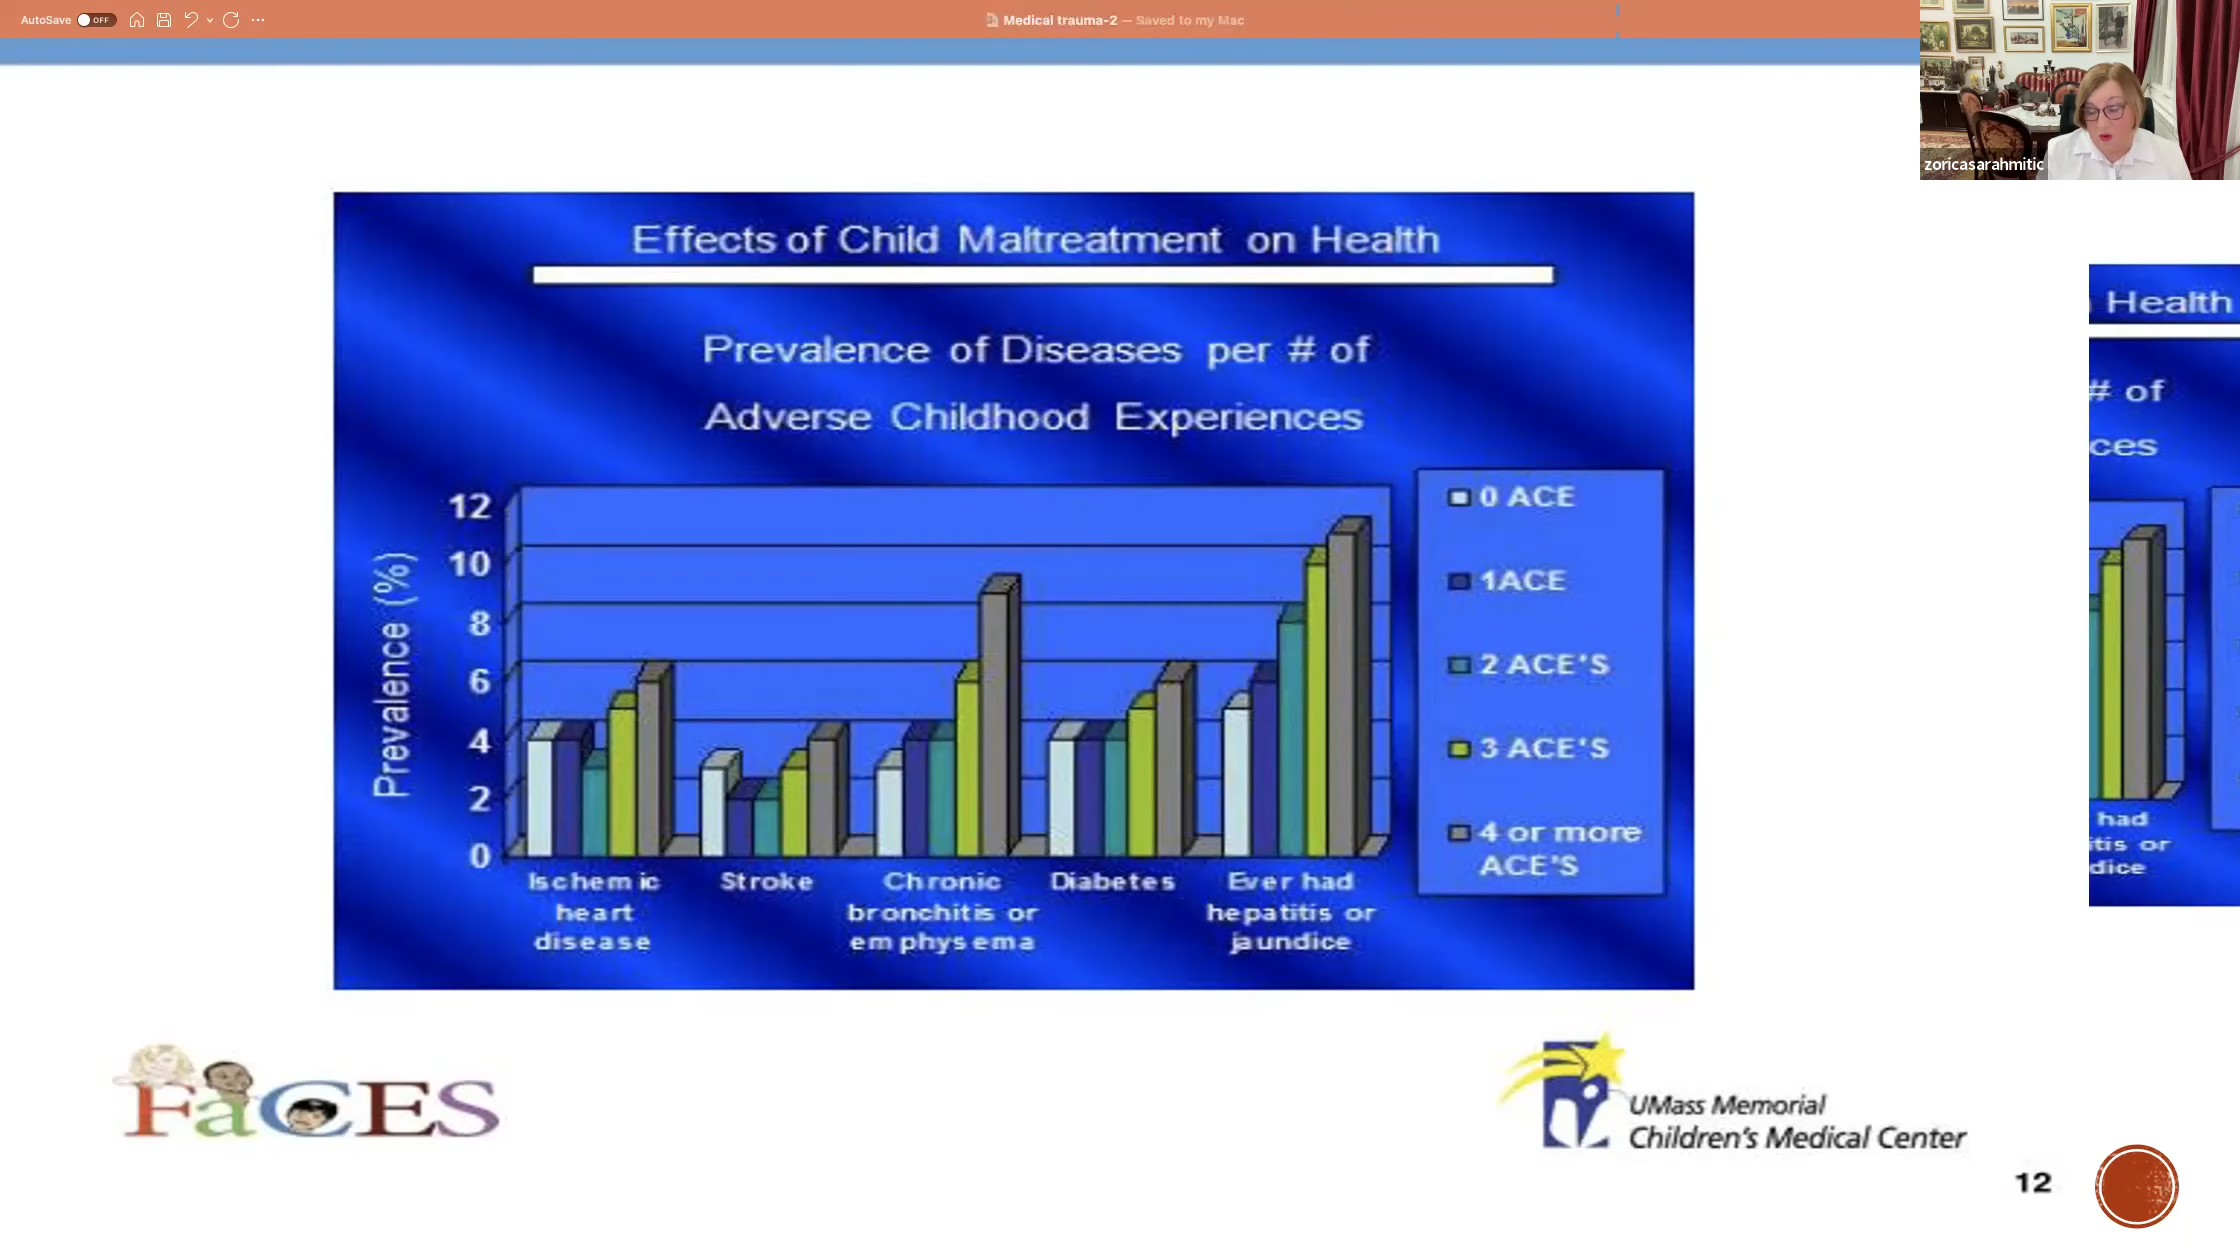 AutoSave OFF
Medical trauma-2 — Saved to my Mac
zoricasarahmitic
Effects of Child Maltreatment on Health
Prevalence of Diseases per # of
Adverse Childhood Experiences
Prevalence (%)
12
10
8
6
4
2
0
Ischemic
heart
disease
Stroke
Chronic
bronchitis or
emphysema
Diabetes
Ever had
hepatitis or
jaundice
0 ACE
1ACE
2 ACE'S
3 ACE'S
4 or more
ACE'S
Health
# of
ces
had
itis or
dice
FaCES
UMass Memorial
Children's Medical Center
12